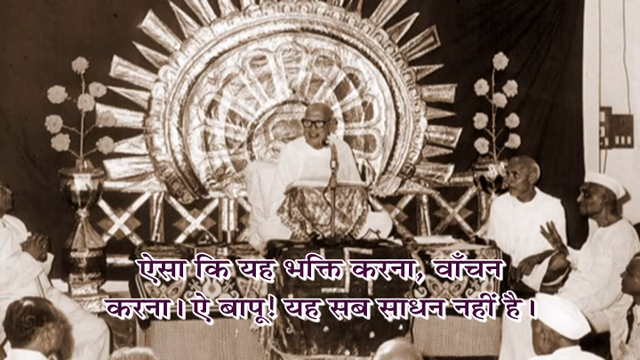 ऐसा कि यह भक्ति करना, वाँचन
करना। ऐ बापू! यह सब साधन नहीं है।